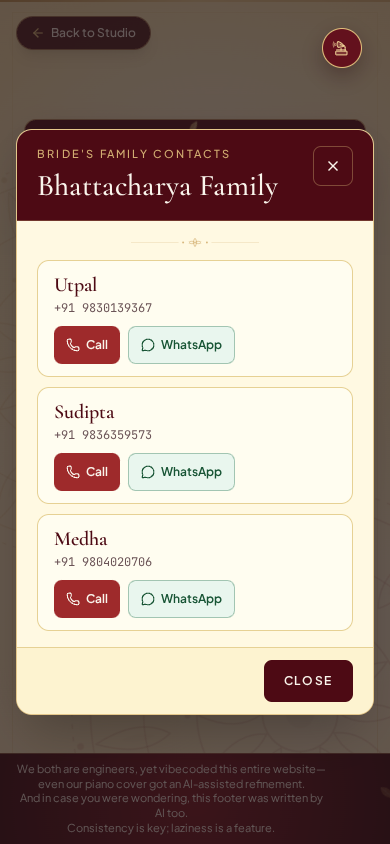 Back to Studio
BRIDE'S FAMILY CONTACTS
Bhattacharya Family
Utpal
+91 9830139367
Call
WhatsApp
Sudipta
+91 9836359573
Call
WhatsApp
Medha
+91 9804020706
Call
WhatsApp
CLOSE
We both are engineers, yet vibecoded this entire website—
even our piano cover got an AI-assisted refinement.
And in case you were wondering, this footer was written by
AI too.
Consistency is key; laziness is a feature.